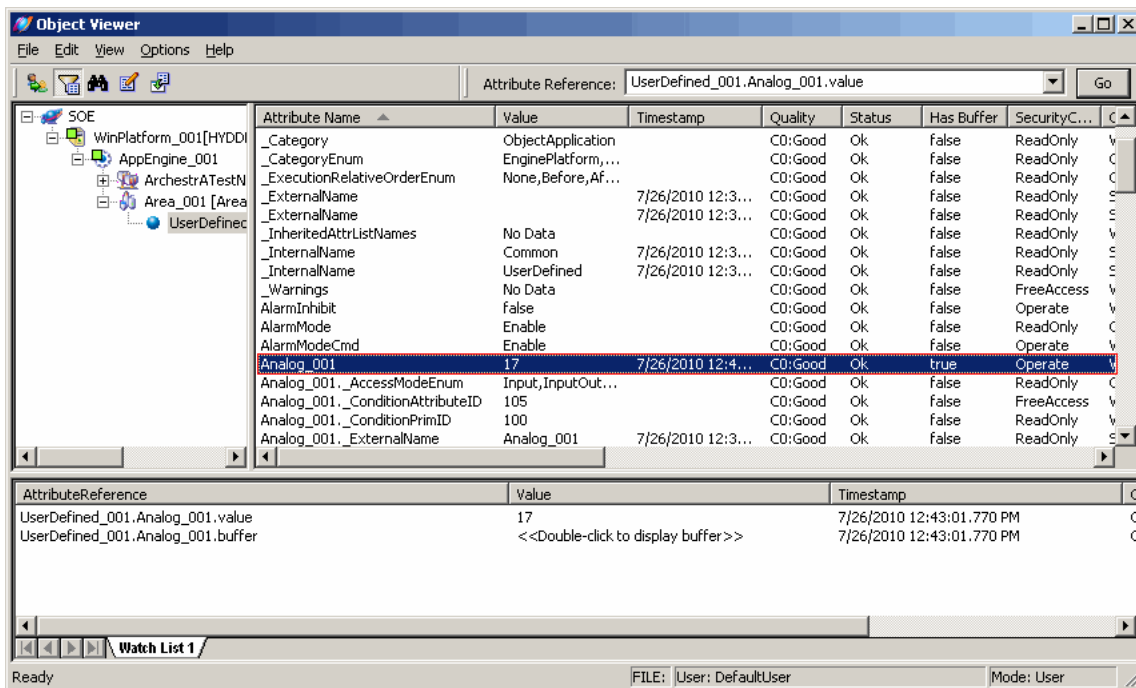 Object Viewer
File Edit View Options Help
Attribute Reference: UserDefined_001.Analog_001.value Go
SOE
WinPlatform_001[HYDDI
AppEngine_001
ArchestrATestN
Area_001 [Area
UserDefined
Attribute Name Value Timestamp Quality Status Has Buffer SecurityC...
_Category ObjectApplication C0:Good Ok false ReadOnly
_CategoryEnum EnginePlatform,... C0:Good Ok false ReadOnly
_ExecutionRelativeOrderEnum None,Before,Af... C0:Good Ok false ReadOnly
_ExternalName 7/26/2010 12:3... C0:Good Ok false ReadOnly
_ExternalName 7/26/2010 12:3... C0:Good Ok false ReadOnly
_InheritedAttrListNames No Data C0:Good Ok false ReadOnly
_InternalName Common 7/26/2010 12:3... C0:Good Ok false ReadOnly
_InternalName UserDefined 7/26/2010 12:3... C0:Good Ok false ReadOnly
_Warnings No Data C0:Good Ok false FreeAccess
AlarmInhibit false C0:Good Ok false Operate
AlarmMode Enable C0:Good Ok false ReadOnly
AlarmModeCmd Enable C0:Good Ok false Operate
Analog_001 17 7/26/2010 12:4... C0:Good Ok true Operate
Analog_001._AccessModeEnum Input,InputOut... C0:Good Ok false ReadOnly
Analog_001._ConditionAttributeID 105 C0:Good Ok false FreeAccess
Analog_001._ConditionPrimID 100 C0:Good Ok false ReadOnly
Analog_001._ExternalName Analog_001 7/26/2010 12:3... C0:Good Ok false ReadOnly
AttributeReference Value Timestamp
UserDefined_001.Analog_001.value 17 7/26/2010 12:43:01.770 PM
UserDefined_001.Analog_001.buffer <<Double-click to display buffer>> 7/26/2010 12:43:01.770 PM
Watch List 1
Ready FILE: User: DefaultUser Mode: User